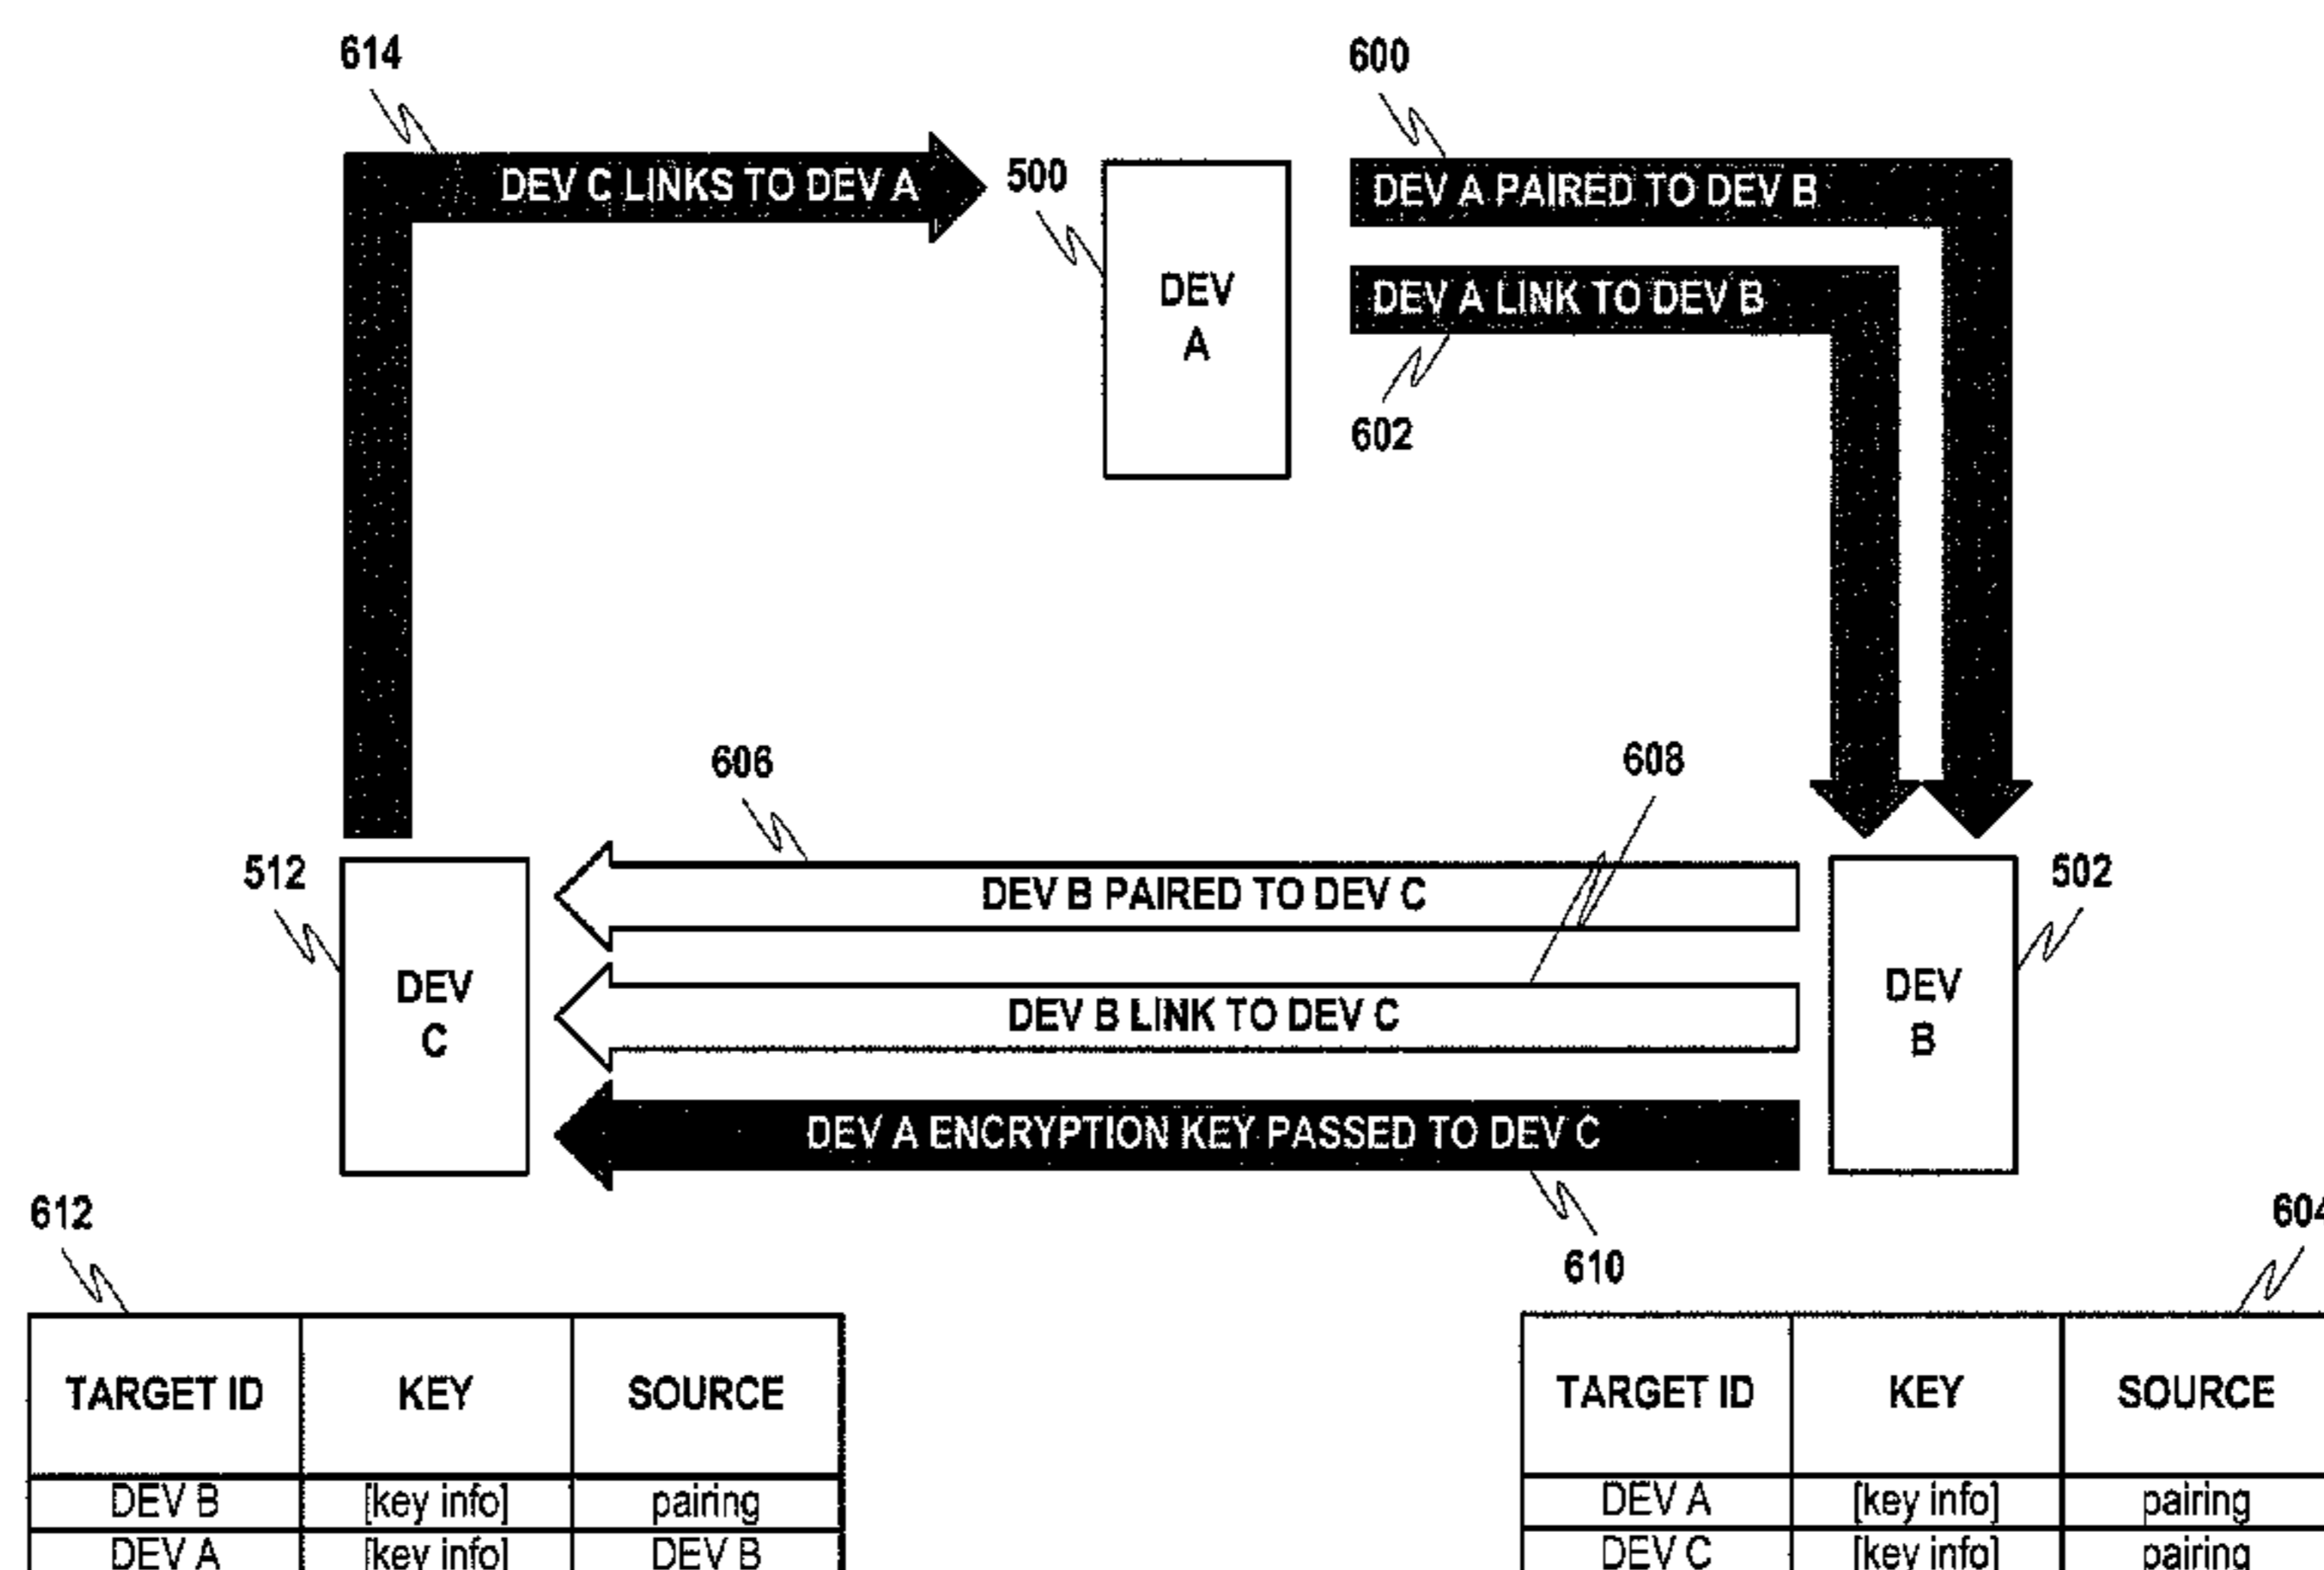 614
600
DEV C LINKS TO DEV A
500
DEV A PAIRED TO DEV B
DEV
A
DEV A LINK TO DEV B
602
606
608
512
DEV B PAIRED TO DEV C
502
DEV
C
DEV B LINK TO DEV C
DEV
B
DEV A ENCRYPTION KEY PASSED TO DEV C
612
604
610
TARGET ID KEY SOURCE
DEV B [key info] pairing
DEV A [key info] DEV B
TARGET ID KEY SOURCE
DEV A [key info] pairing
DEV C [key info] pairing